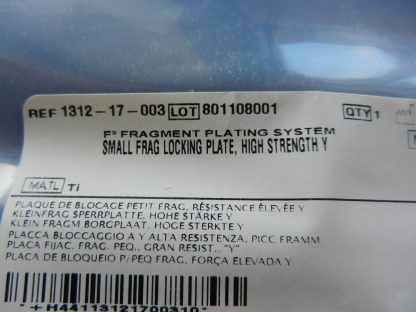 REF 1312-17-003 LOT 801108001 QTY 1
F³ FRAGMENT PLATING SYSTEM
SMALL FRAG LOCKING PLATE, HIGH STRENGTH Y
MATL Ti
PLAQUE DE BLOCAGE PETIT FRAG, RÉSISTANCE ÉLEVÉE Y
KLEINFRAG SPERRPLATTE, HOHE STÄRKE Y
KLEIN FRAGM BORGPLAAT, HOGE STERKTE Y
PLACCA BLOCCAGGIO A Y ALTA RESISTENZA, PICC FRAMM
PLACA FIJAC. FRAG. PEQ., GRAN RESIST., "Y"
PLACA DE BLOQUEIO P/PEQ FRAG, FORÇA ELEVADA Y
+H44113121700310